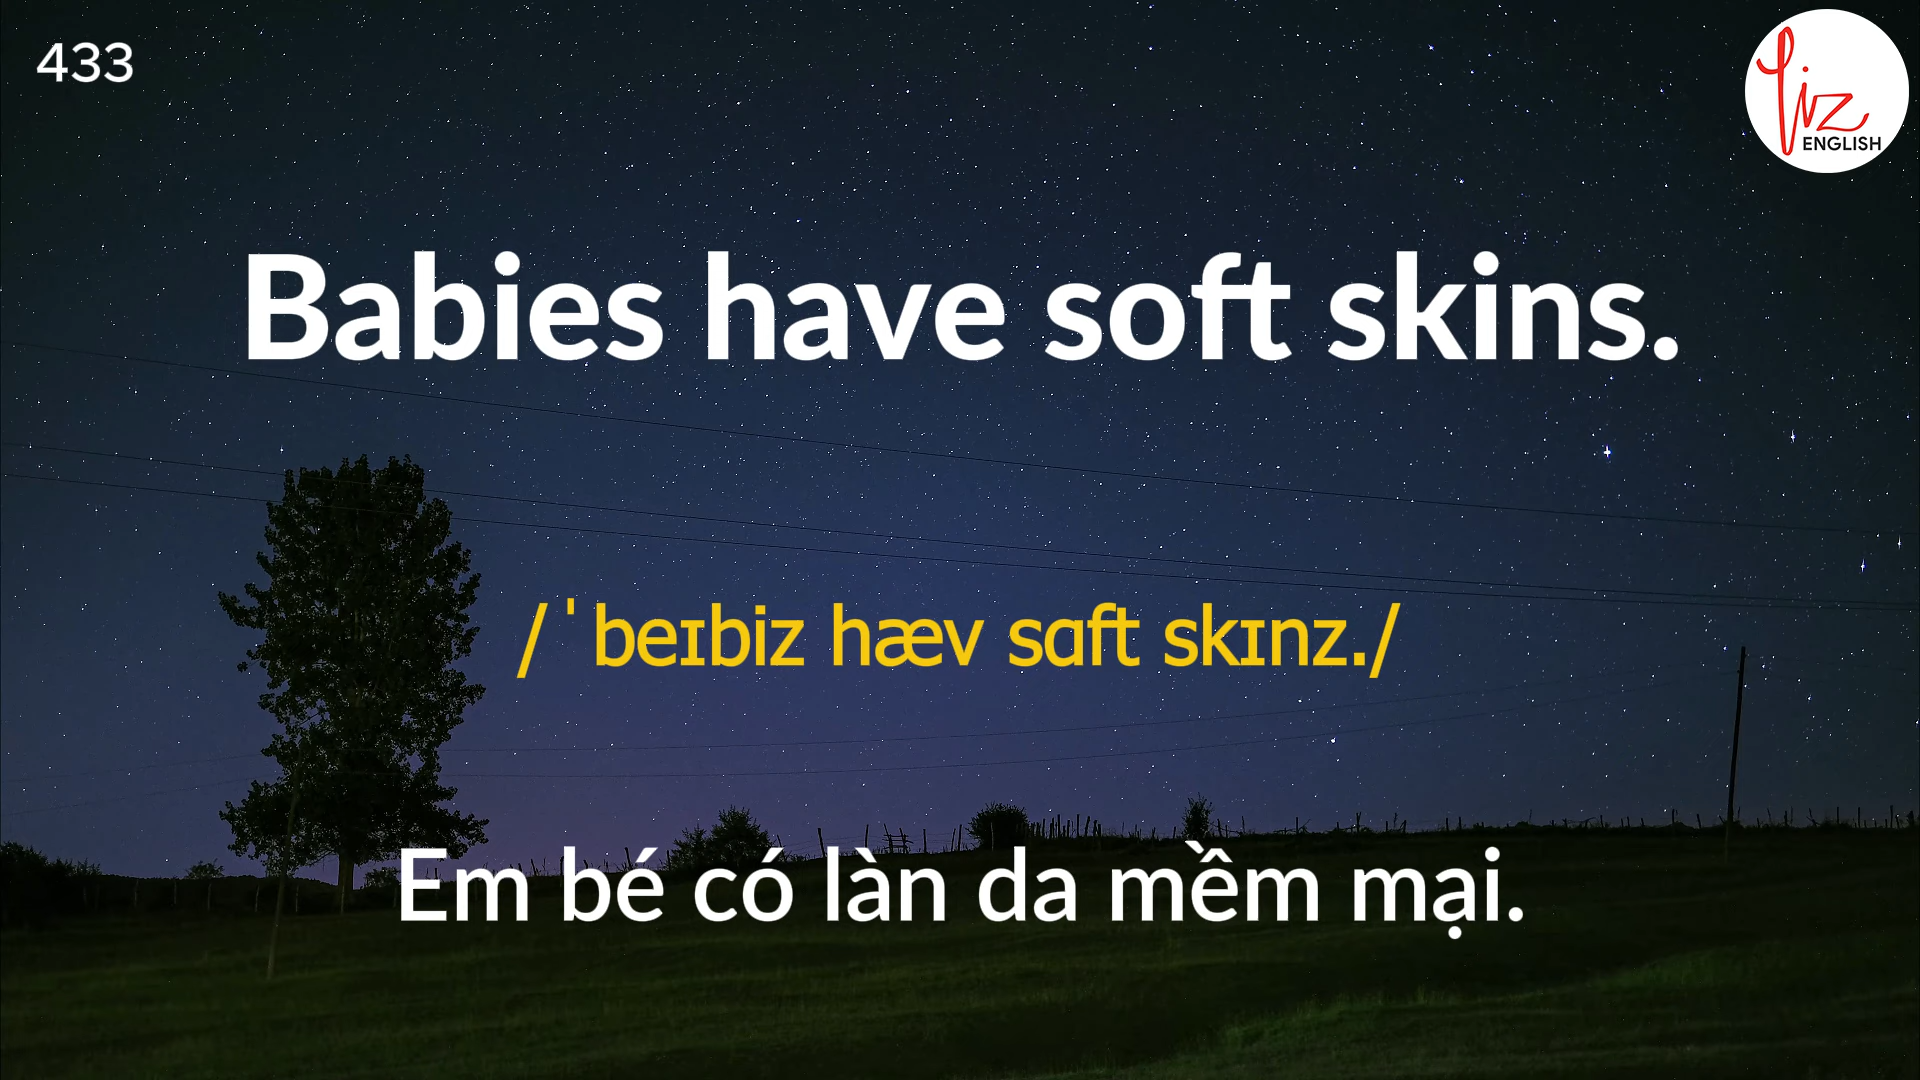 433
Liz
ENGLISH
Babies have soft skins.
/ˈbeɪbiz hæv sɑft skɪnz./
Em bé có làn da mềm mại.